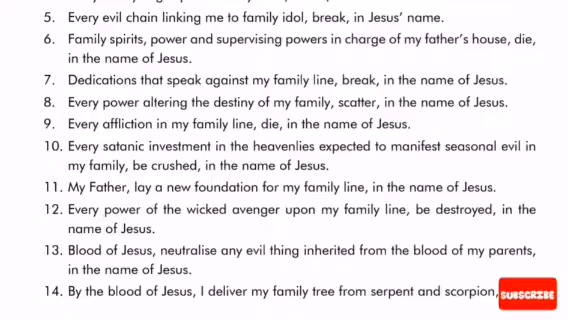 5. Every evil chain linking me to family idol, break, in Jesus' name.
6. Family spirits, power and supervising powers in charge of my father's house, die,
in the name of Jesus.
7. Dedications that speak against my family line, break, in the name of Jesus.
8. Every power altering the destiny of my family, scatter, in the name of Jesus.
9. Every affliction in my family line, die, in the name of Jesus.
10. Every satanic investment in the heavenlies expected to manifest seasonal evil in
my family, be crushed, in the name of Jesus.
11. My Father, lay a new foundation for my family line, in the name of Jesus.
12. Every power of the wicked avenger upon my family line, be destroyed, in the
name of Jesus.
13. Blood of Jesus, neutralise any evil thing inherited from the blood of my parents,
in the name of Jesus.
14. By the blood of Jesus, I deliver my family tree from serpent and scorpion,
SUBSCRIBE